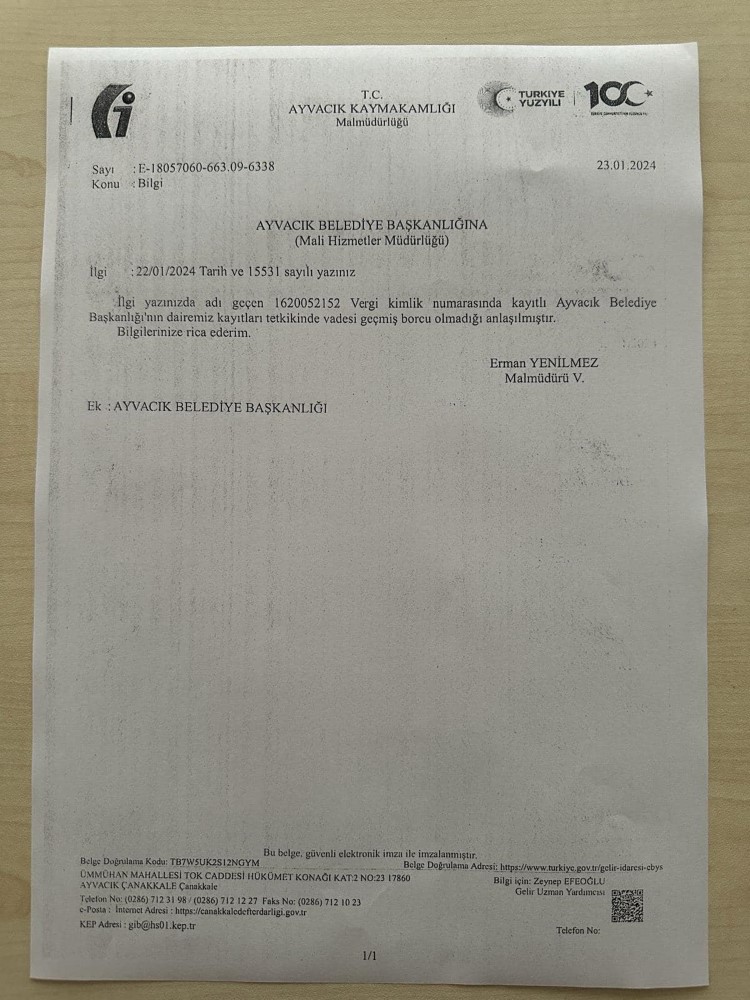 T.C.
AYVACIK KAYMAKAMLIĞI
Malmüdürlüğü
TÜRKİYE
YÜZYILI
100
Sayı : E-18057060-663.09-6338
23.01.2024
Konu : Bilgi
AYVACIK BELEDİYE BAŞKANLIĞINA
(Mali Hizmetler Müdürlüğü)
İlgi : 22/01/2024 Tarih ve 15531 sayılı yazınız
İlgi yazınızda adı geçen 1620052152 Vergi kimlik numarasında kayıtlı Ayvacık Belediye
Başkanlığı'nın dairemiz kayıtları tetkikinde vadesi geçmiş borcu olmadığı anlaşılmıştır.
Bilgilerinize rica ederim.
Erman YENİLMEZ
Malmüdürü V.
Ek : AYVACIK BELEDİYE BAŞKANLIĞI
Bu belge, güvenli elektronik imza ile imzalanmıştır.
Belge Doğrulama Kodu: TB7W5UK2S12NGYM
Belge Doğrulama Adresi: https://www.turkiye.gov.tr/gelir-idaresi-ebys
ÜMMÜHAN MAHALLESİ TOK CADDESİ HÜKÜMET KONAĞI KAT:2 NO:23 17860
AYVACIK ÇANAKKALE Çanakkale
Bilgi için: Zeynep EFEOĞLU
Gelir Uzman Yardımcısı
Telefon No: (0286) 712 31 98 / (0286) 712 12 27 Faks No: (0286) 712 10 23
e-Posta : İnternet Adresi : https://canakkaledefterdarligi.gov.tr
KEP Adresi : gib@hs01.kep.tr
Telefon No:
1/1